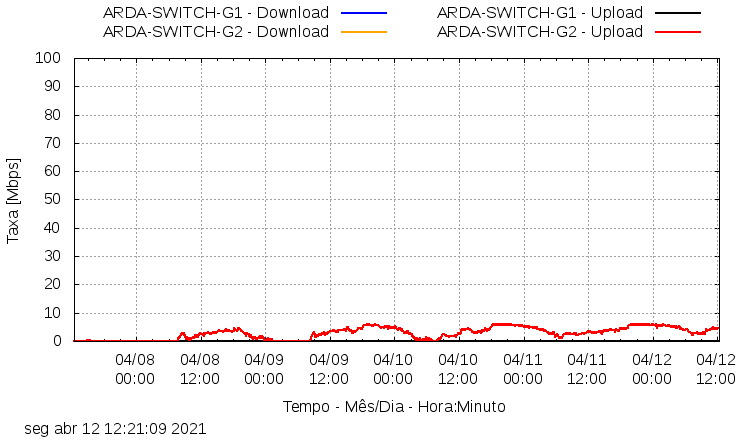 ARDA-SWITCH-G1 - Download ARDA-SWITCH-G1 - Upload
ARDA-SWITCH-G2 - Download ARDA-SWITCH-G2 - Upload
100
90
80
70
60
50
40
30
20
10
0
Taxa [Mbps]
04/08 04/08 04/09 04/09 04/10 04/10 04/11 04/11 04/12 04/12
00:00 12:00 00:00 12:00 00:00 12:00 00:00 12:00 00:00 12:00
Tempo - Mês/Dia - Hora:Minuto
seg abr 12 12:21:09 2021